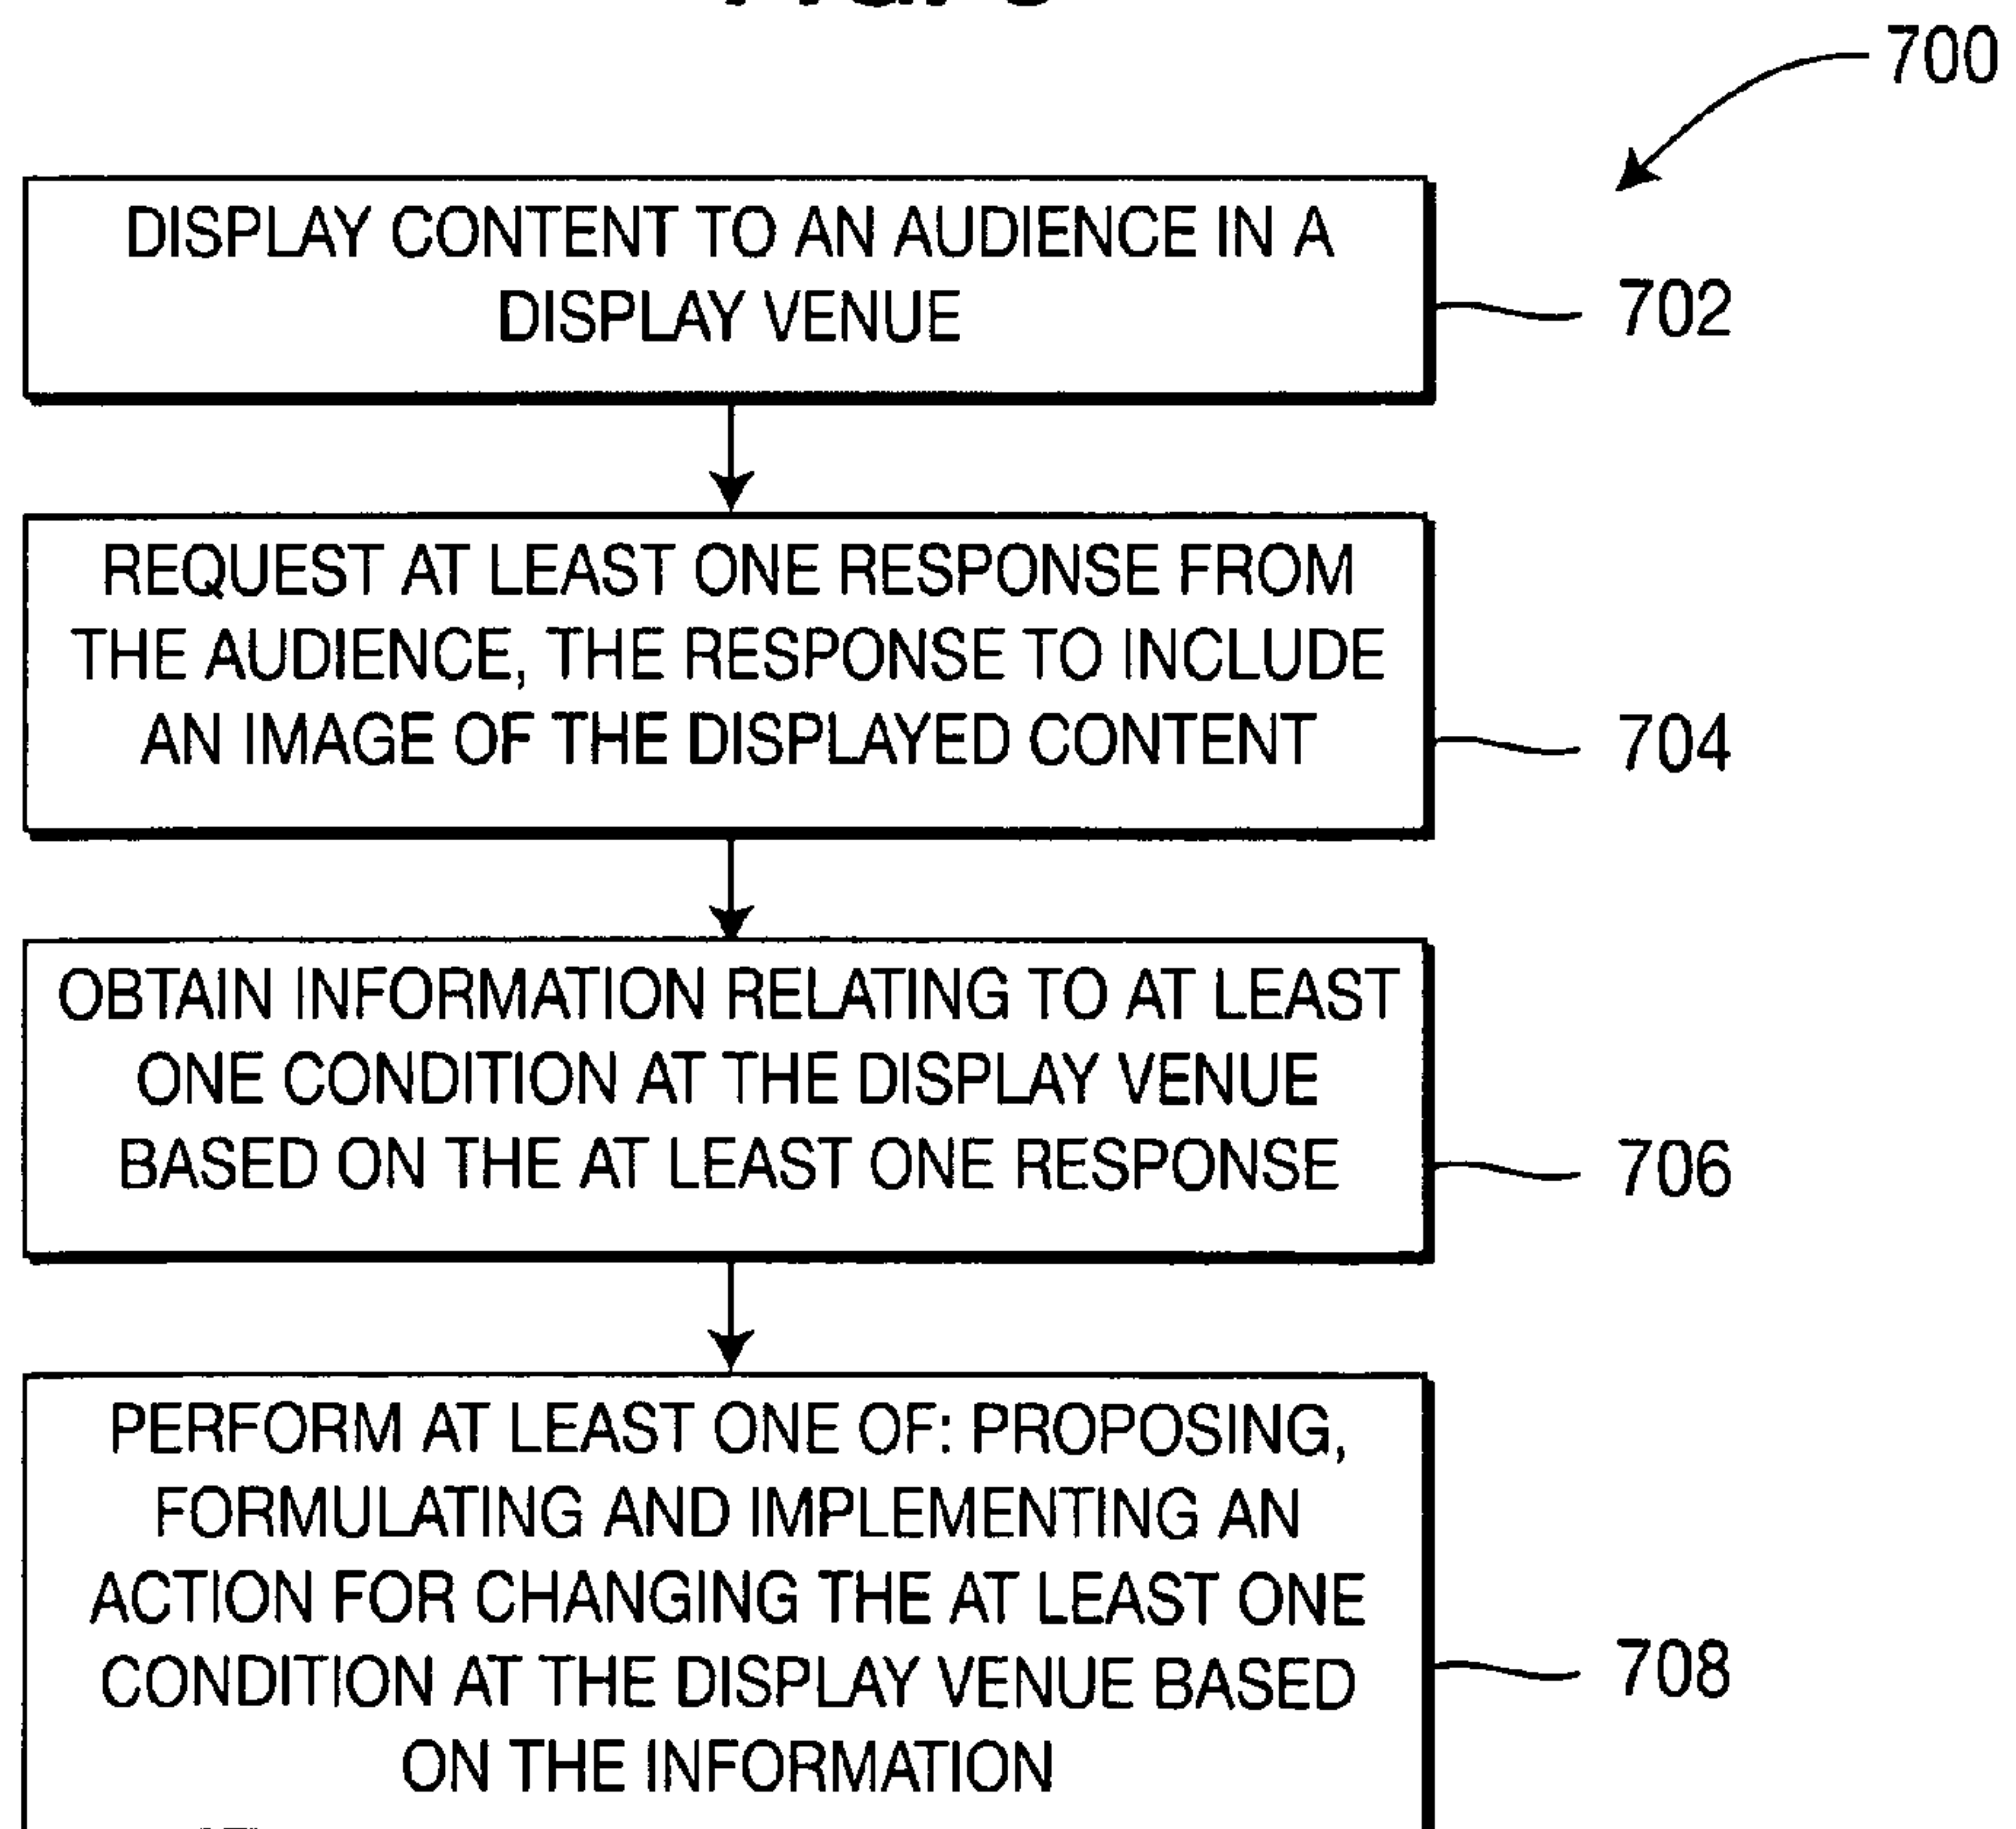 700
DISPLAY CONTENT TO AN AUDIENCE IN A
DISPLAY VENUE
702
REQUEST AT LEAST ONE RESPONSE FROM
THE AUDIENCE, THE RESPONSE TO INCLUDE
AN IMAGE OF THE DISPLAYED CONTENT
704
OBTAIN INFORMATION RELATING TO AT LEAST
ONE CONDITION AT THE DISPLAY VENUE
BASED ON THE AT LEAST ONE RESPONSE
706
PERFORM AT LEAST ONE OF: PROPOSING,
FORMULATING AND IMPLEMENTING AN
ACTION FOR CHANGING THE AT LEAST ONE
CONDITION AT THE DISPLAY VENUE BASED
ON THE INFORMATION
708